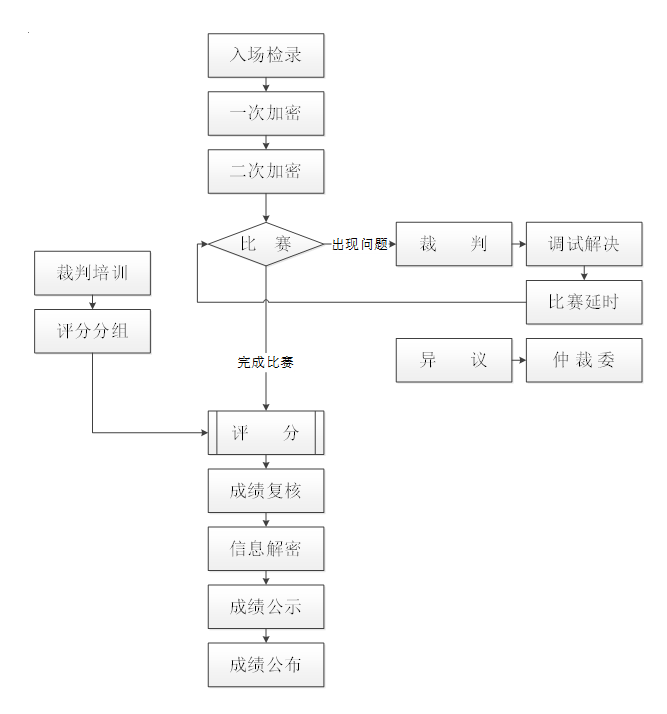 入场检录
一次加密
二次加密
比 赛
出现问题
裁 判
调试解决
比赛延时
裁判培训
评分分组
异 议
仲裁委
完成比赛
评 分
成绩复核
信息解密
成绩公示
成绩公布